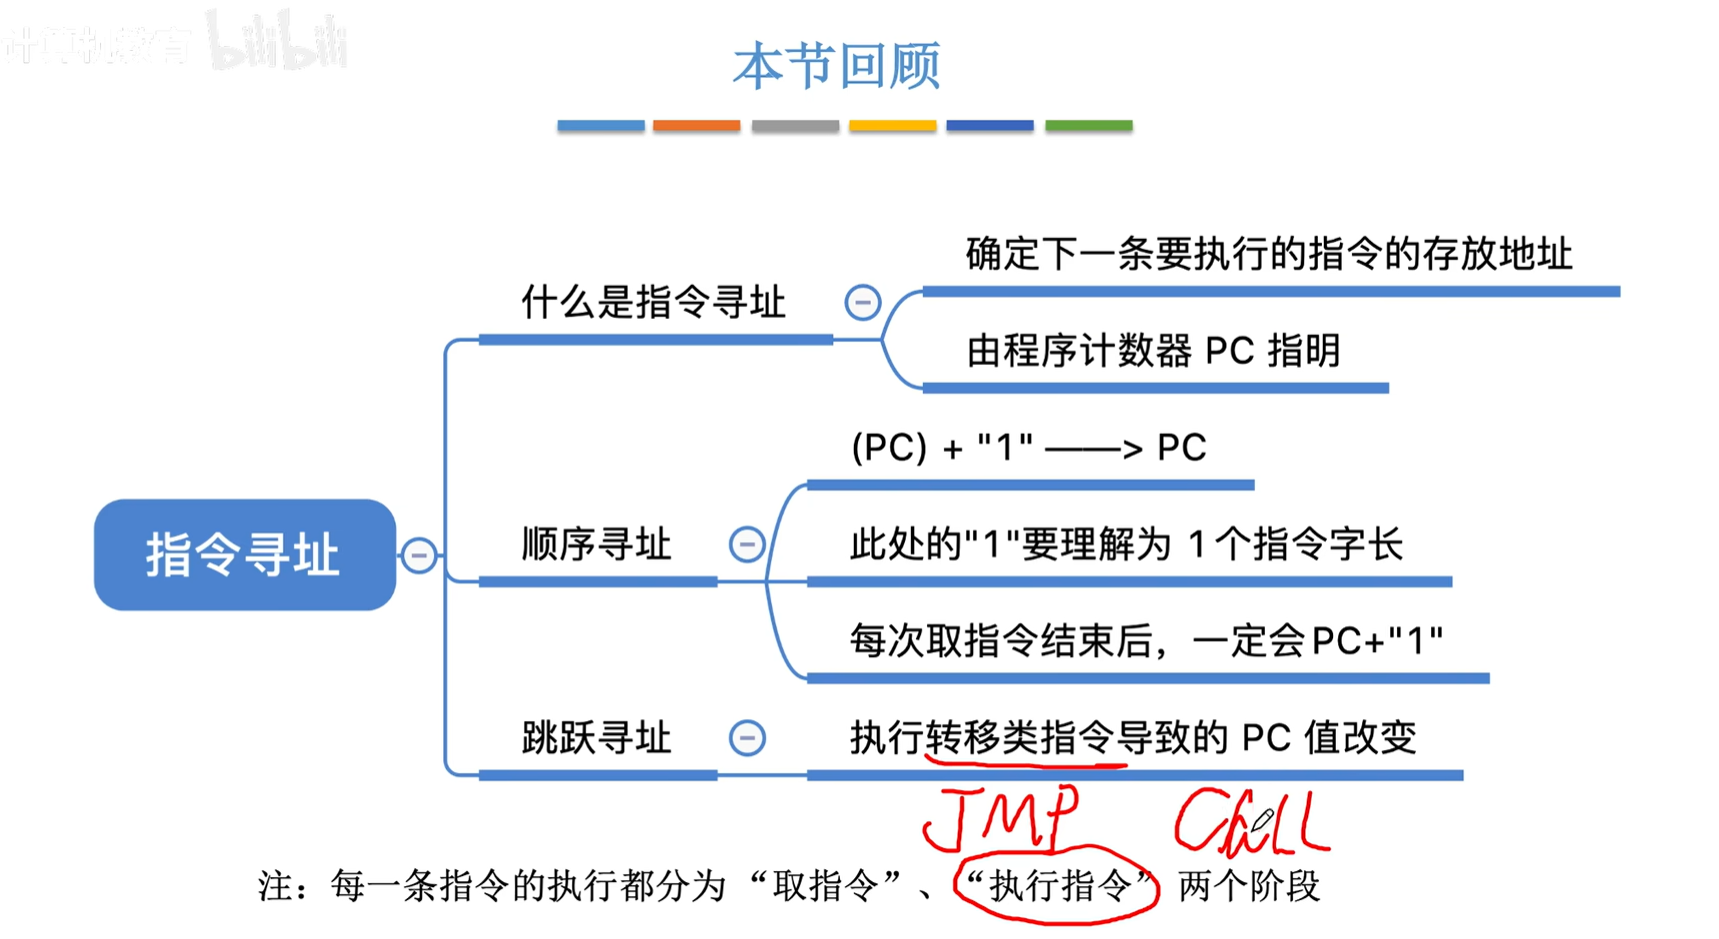 计算机教育 bilibili
本节回顾
确定下一条要执行的指令的存放地址
什么是指令寻址
由程序计数器 PC 指明
(PC) + "1" ——> PC
指令寻址
顺序寻址
此处的"1"要理解为 1个指令字长
每次取指令结束后，一定会PC+"1"
跳跃寻址
执行转移类指令导致的 PC 值改变
JMP CALL
注：每一条指令的执行都分为“取指令”、“执行指令”两个阶段